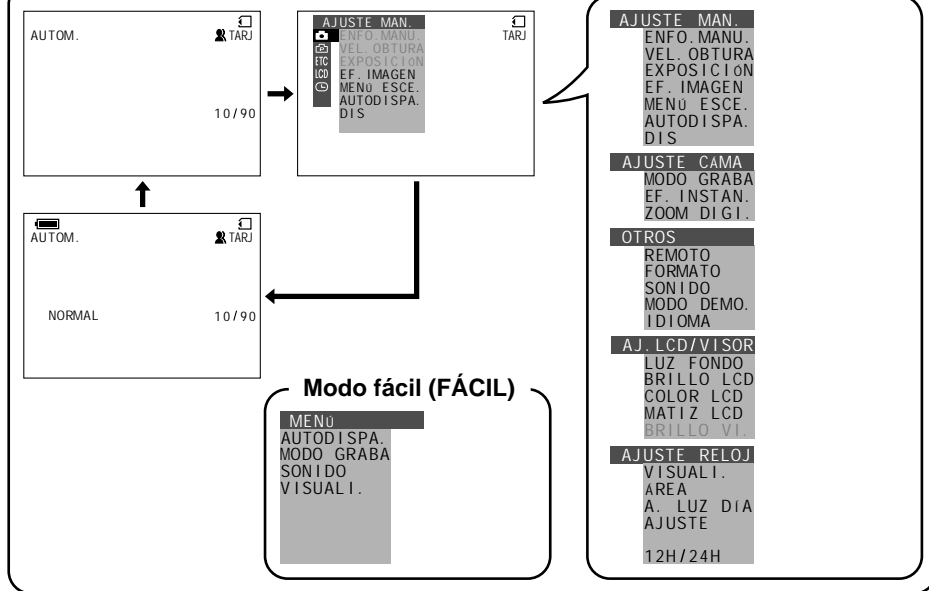 AUTOM.
TARJ
10/90
AJUSTE MAN.
ENFO.MANU.
VEL. OBTURA
EXPOSICIóN
EF. IMAGEN
MENú ESCE.
AUTODISPA.
DIS
ETC
LCD
TARJ
AUTOM.
TARJ
NORMAL
10/90
Modo fácil (FÁCIL)
MENú
AUTODISPA.
MODO GRABA
SONIDO
VISUALI.
AJUSTE MAN.
ENFO.MANU.
VEL. OBTURA
EXPOSICIóN
EF. IMAGEN
MENú ESCE.
AUTODISPA.
DIS
AJUSTE CáMA
MODO GRABA
EF. INSTAN.
ZOOM DIGI.
OTROS
REMOTO
FORMATO
SONIDO
MODO DEMO.
IDIOMA
AJ.LCD/VISOR
LUZ FONDO
BRILLO LCD
COLOR LCD
MATIZ LCD
BRILLO VI.
AJUSTE RELOJ
VISUALI.
áREA
A. LUZ DíA
AJUSTE
12H/24H